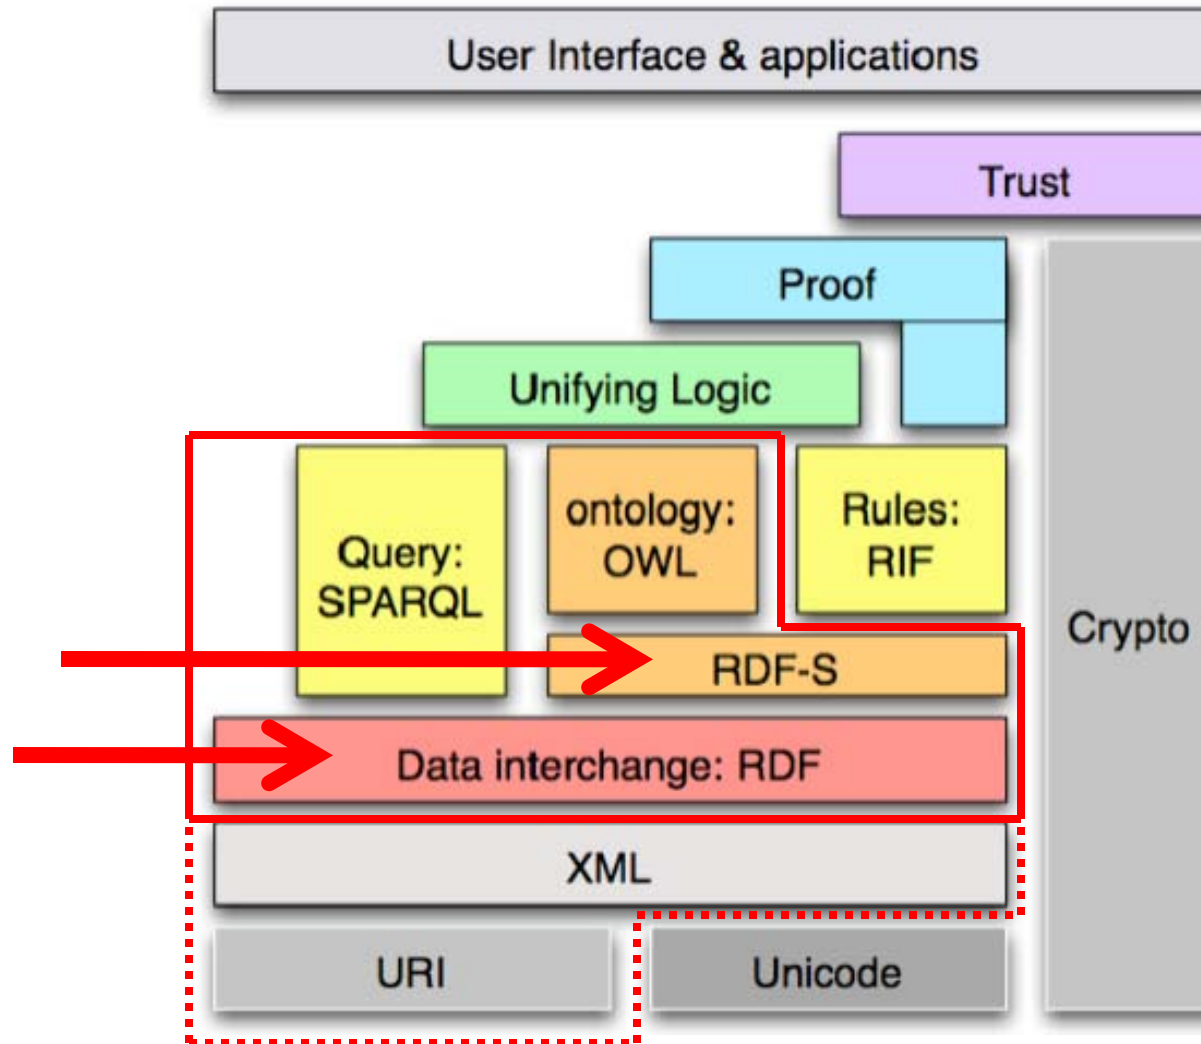 User Interface & applications
Trust
Proof
Unifying Logic
Query:
SPARQL
ontology:
OWL
Rules:
RIF
Crypto
RDF-S
Data interchange: RDF
XML
URI
Unicode